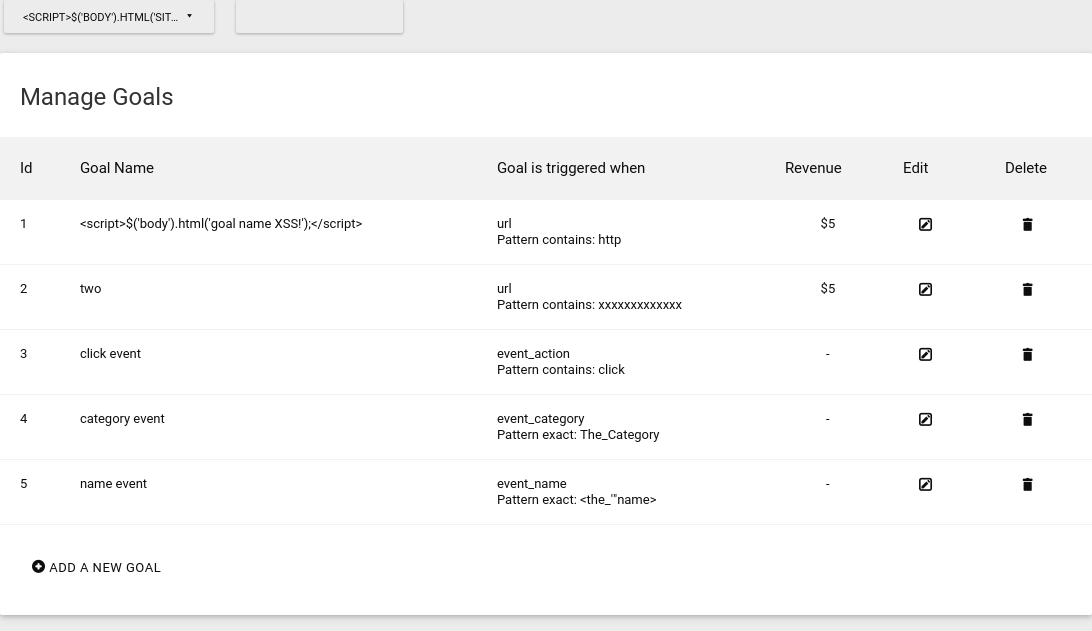 <SCRIPT>$('BODY').HTML('SIT...
Manage Goals
Id Goal Name Goal is triggered when Revenue Edit Delete
1 <script>$('body').html('goal name XSS!');</script> url $5
Pattern contains: http
2 two url $5
Pattern contains: xxxxxxxxxxxxx
3 click event event_action -
Pattern contains: click
4 category event event_category -
Pattern exact: The_Category
5 name event event_name -
Pattern exact: <the_'"name>
ADD A NEW GOAL